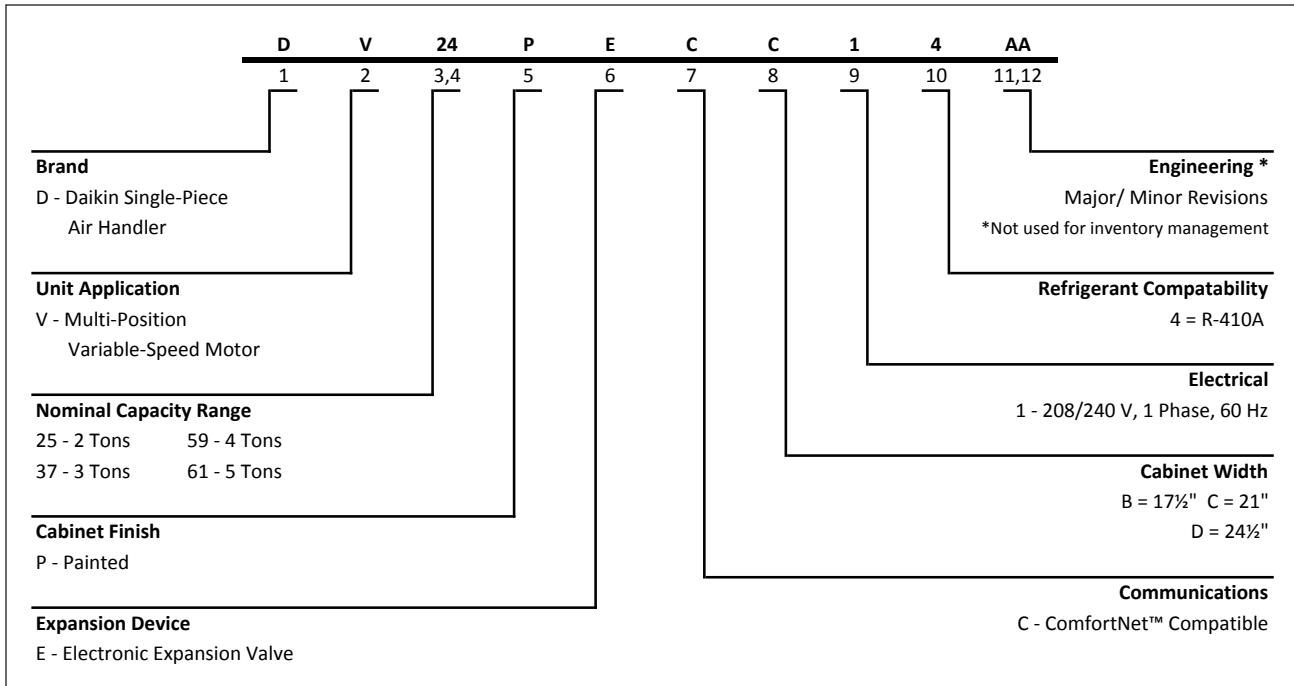 D V 24 P E C C 1 4 AA
1 2 3,4 5 6 7 8 9 10 11,12
Brand
D - Daikin Single-Piece
Air Handler
Unit Application
V - Multi-Position
Variable-Speed Motor
Nominal Capacity Range
25 - 2 Tons 59 - 4 Tons
37 - 3 Tons 61 - 5 Tons
Cabinet Finish
P - Painted
Expansion Device
E - Electronic Expansion Valve
Engineering *
Major/ Minor Revisions
*Not used for inventory management
Refrigerant Compatability
4 = R-410A
Electrical
1 - 208/240 V, 1 Phase, 60 Hz
Cabinet Width
B = 17½" C = 21"
D = 24½"
Communications
C - ComfortNet™ Compatible